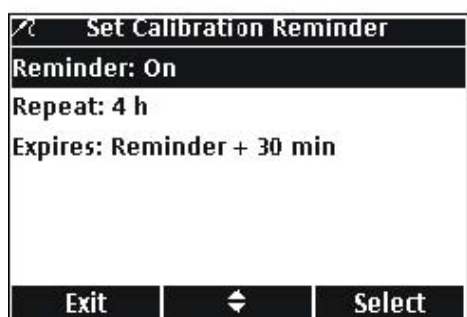 Set Calibration Reminder
Reminder: On
Repeat: 4 h
Expires: Reminder + 30 min
Exit
Select